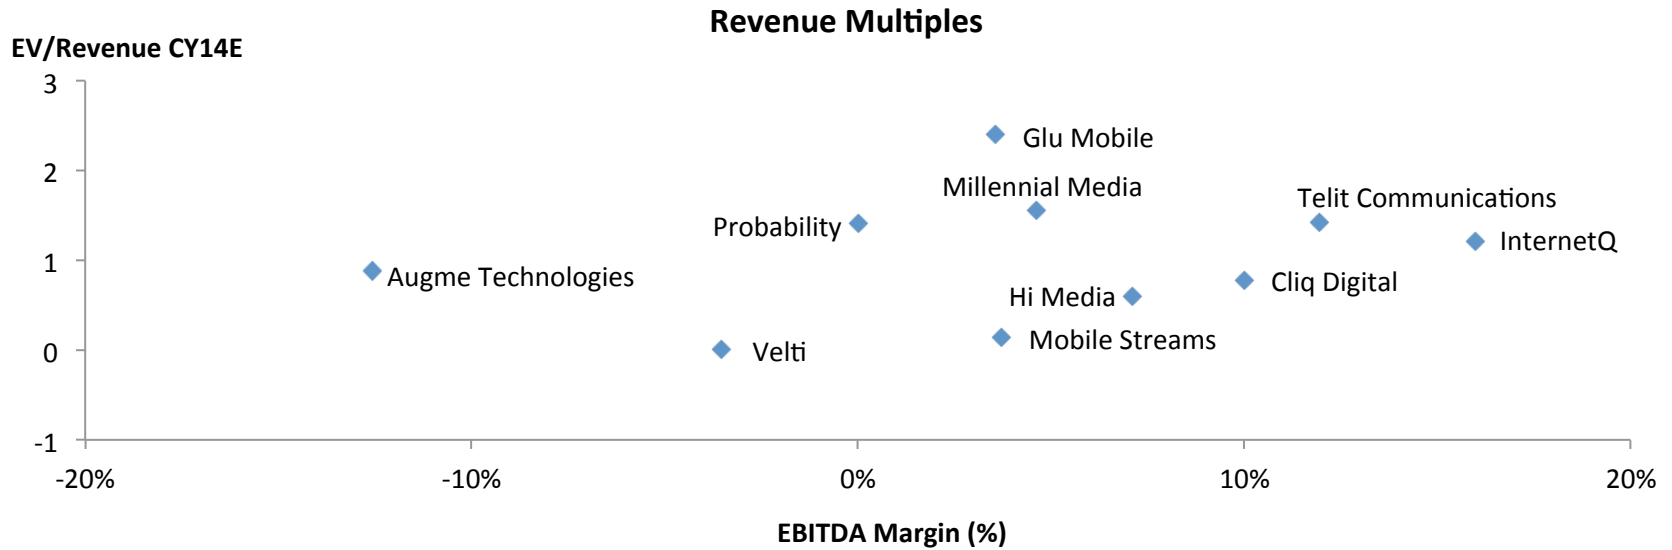 Revenue Multiples
EV/Revenue CY14E
3
Glu Mobile
2
Millennial Media
Telit Communications
Probability
InternetQ
1
Augme Technologies
Cliq Digital
Hi Media
Mobile Streams
0
Velti
-1
-20%
-10%
0%
10%
20%
EBITDA Margin (%)